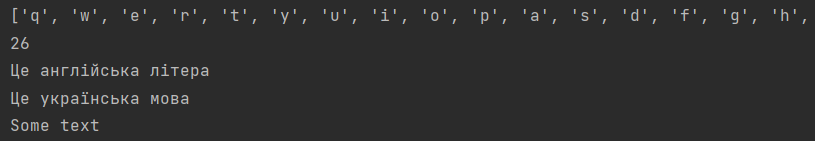 ['q', 'w', 'e', 'r', 't', 'y', 'u', 'i', 'o', 'p', 'a', 's', 'd', 'f', 'g', 'h',
26
Це англійська літера
Це українська мова
Some text